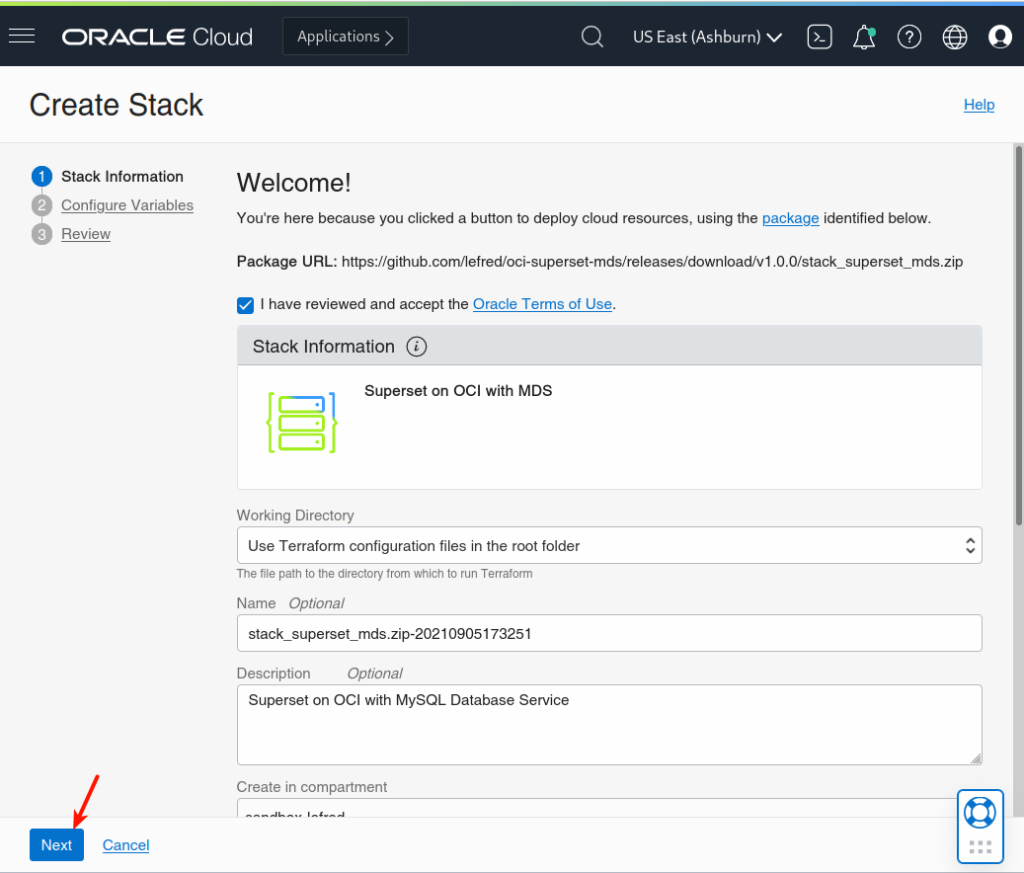 ORACLE Cloud
Applications
US East (Ashburn)
Create Stack
Help
1 Stack Information
2 Configure Variables
3 Review
Welcome!
You're here because you clicked a button to deploy cloud resources, using the package identified below.
Package URL: https://github.com/lefred/oci-superset-mds/releases/download/v1.0.0/stack_superset_mds.zip
I have reviewed and accept the Oracle Terms of Use.
Stack Information i
Superset on OCI with MDS
Working Directory
Use Terraform configuration files in the root folder
The file path to the directory from which to run Terraform
Name Optional
stack_superset_mds.zip-20210905173251
Description Optional
Superset on OCI with MySQL Database Service
Create in compartment
sandbox-lefred
Next Cancel